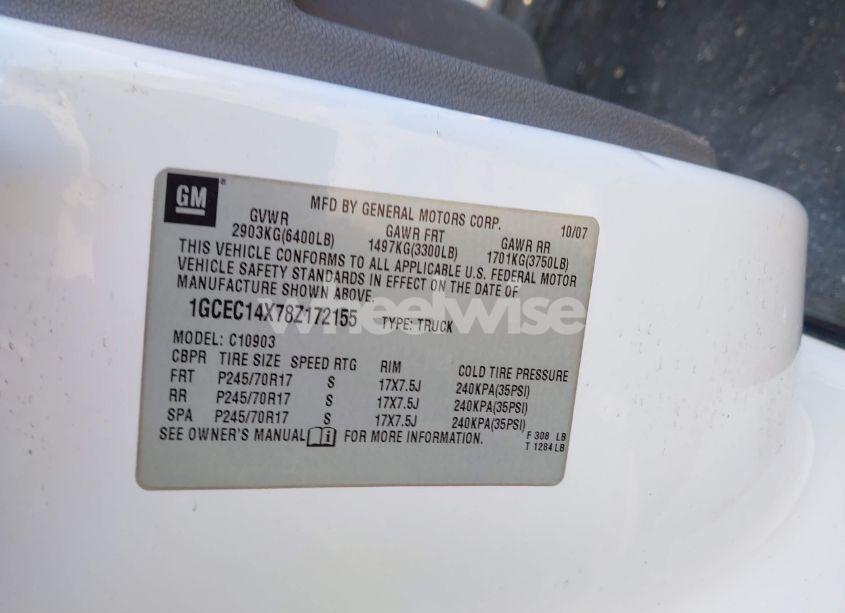 GM
MFD BY GENERAL MOTORS CORP. 10/07
GVWR GAWR FRT GAWR RR
2903KG(6400LB) 1497KG(3300LB) 1701KG(3750LB)
THIS VEHICLE CONFORMS TO ALL APPLICABLE U.S. FEDERAL MOTOR
VEHICLE SAFETY STANDARDS IN EFFECT ON THE DATE OF
MANUFACTURE SHOWN ABOVE.
1GCEC14X78Z172155 TYPE: TRUCK
wheelwise
MODEL: C10903
CBPR TIRE SIZE SPEED RTG RIM COLD TIRE PRESSURE
FRT P245/70R17 S 17X7.5J 240KPA(35PSI)
RR P245/70R17 S 17X7.5J 240KPA(35PSI)
SPA P245/70R17 S 17X7.5J 240KPA(35PSI)
SEE OWNER'S MANUAL i FOR MORE INFORMATION.
F 308 LB
T 1284 LB